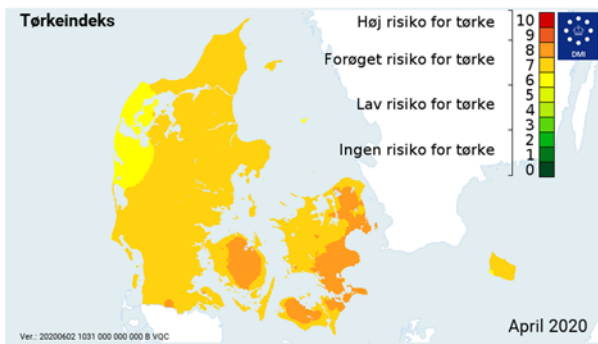 Tørkeindeks
Høj risiko for tørke
Forøget risiko for tørke
Lav risiko for tørke
Ingen risiko for tørke
10
9
8
7
6
5
4
3
2
1
0
DMI
April 2020
Ver.: 20200602 1031 000 000 000 B VQC